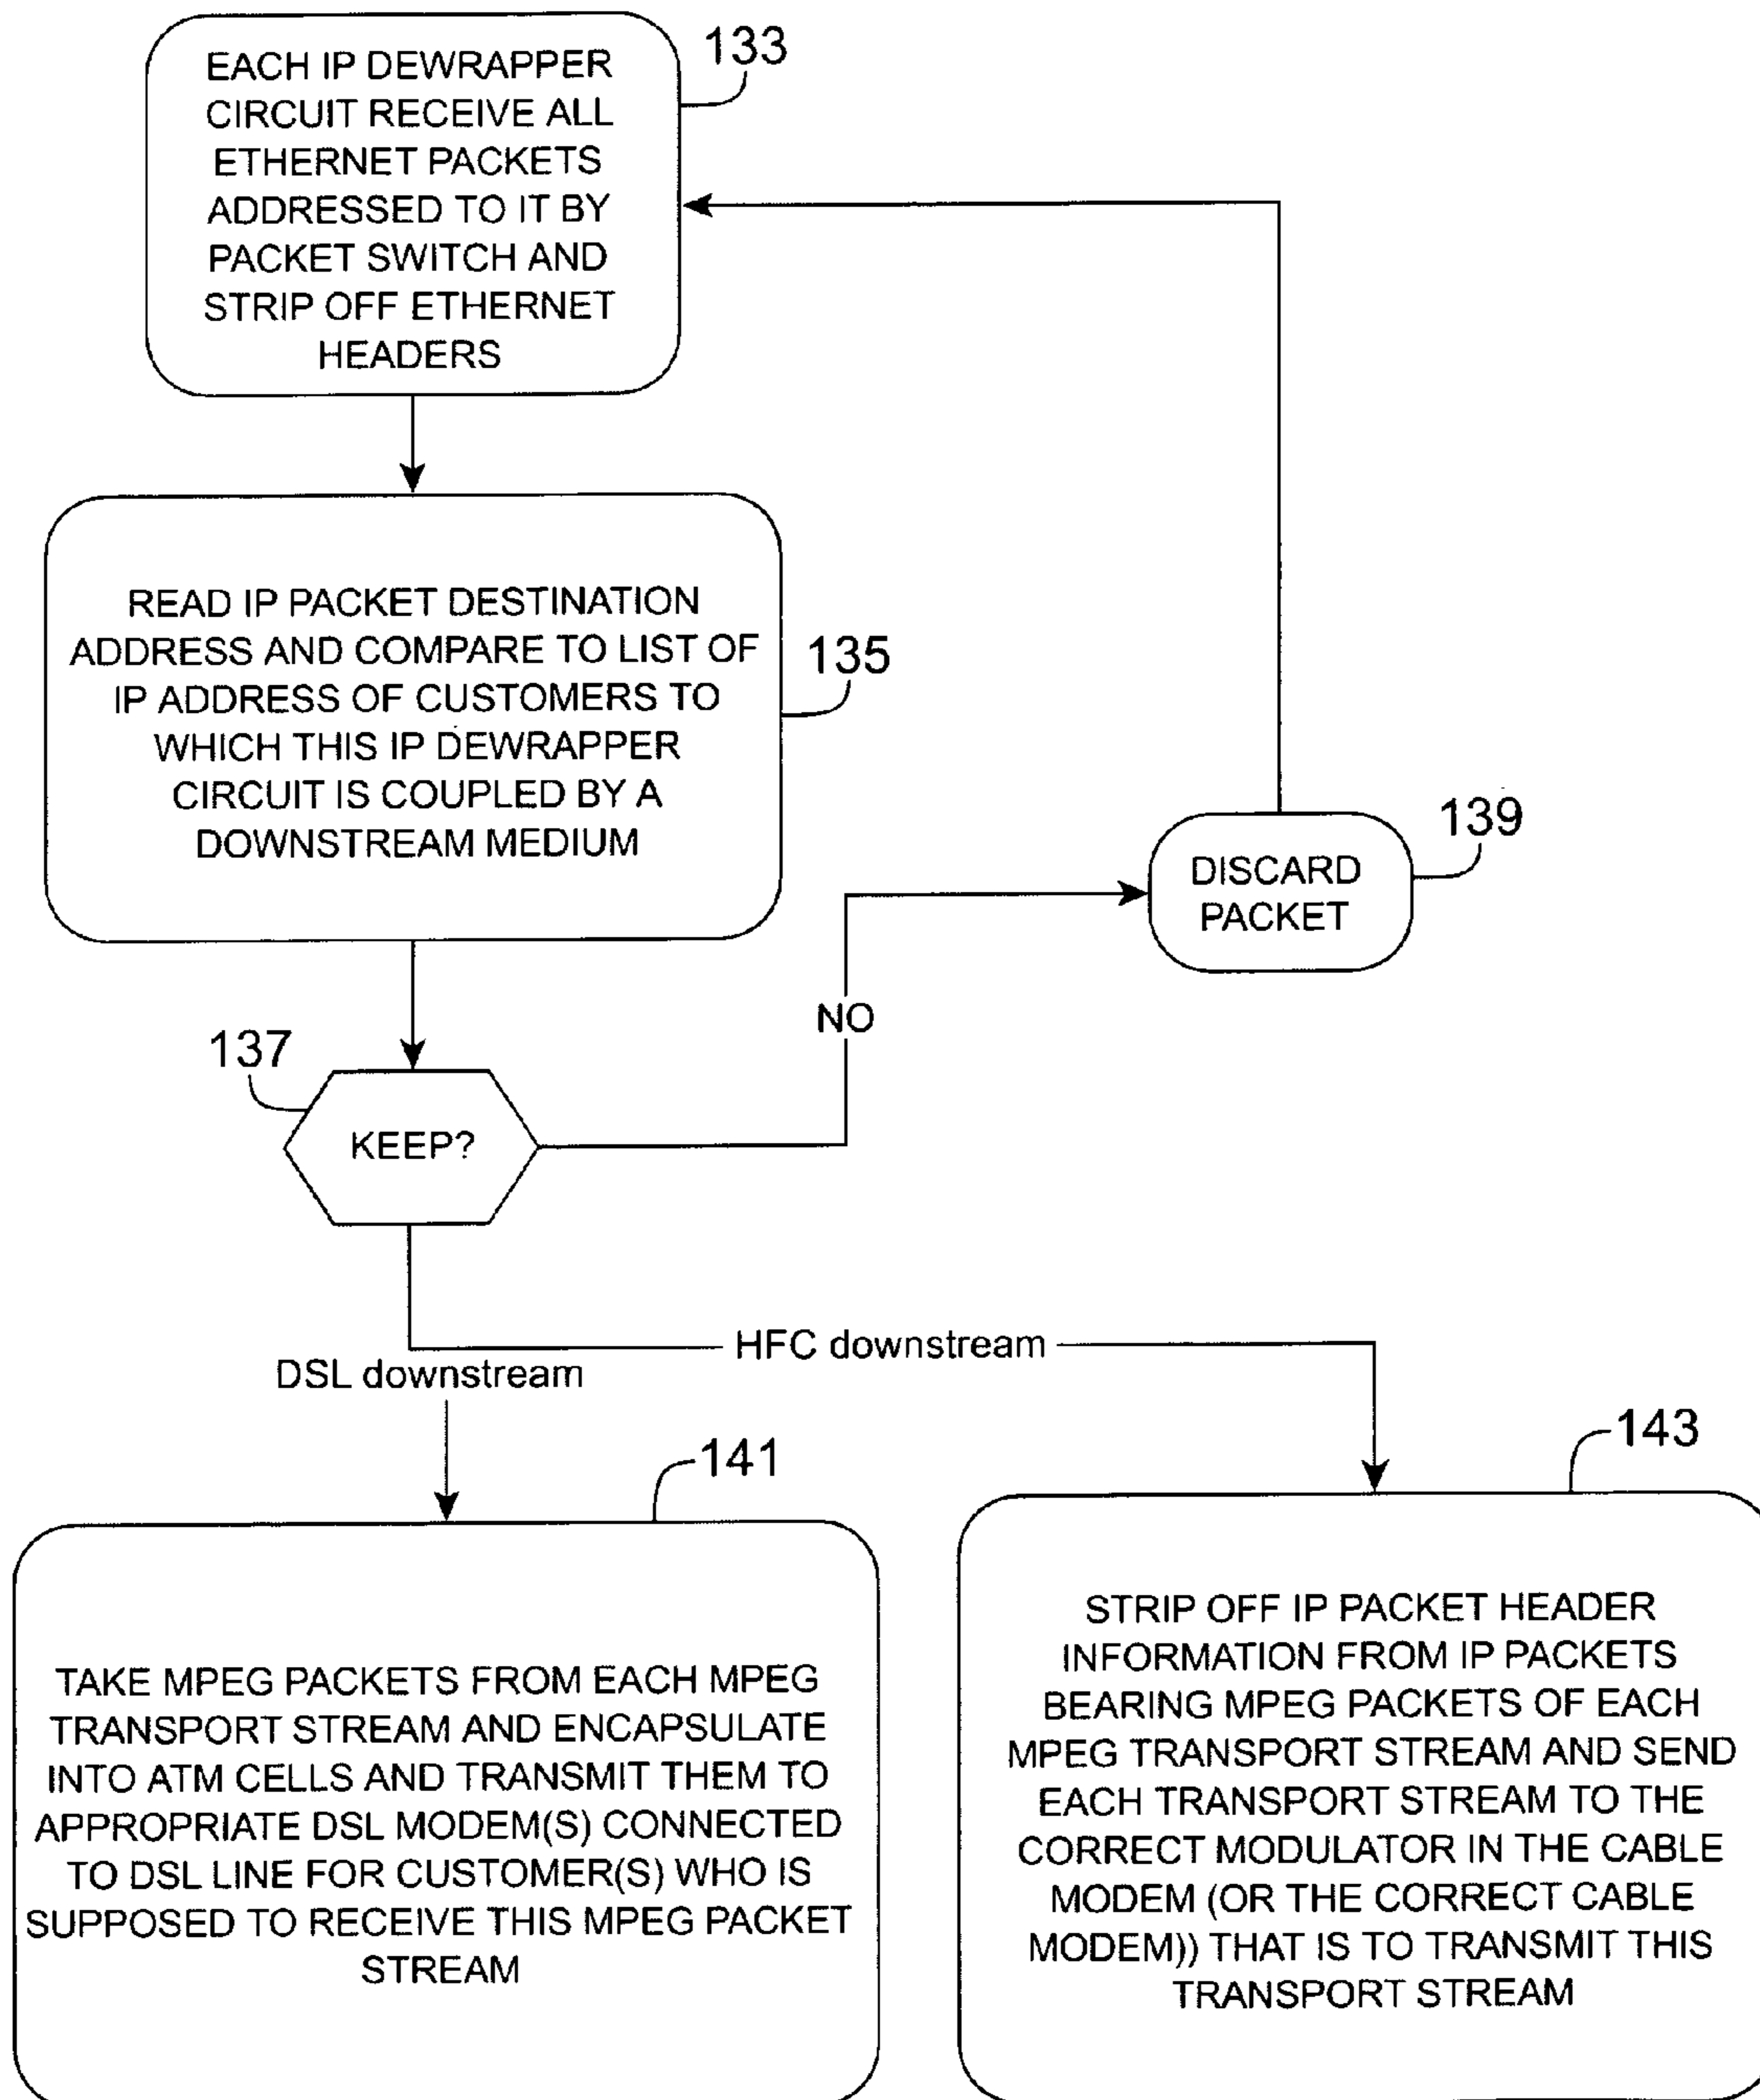 133
EACH IP DEWRAPPER
CIRCUIT RECEIVE ALL
ETHERNET PACKETS
ADDRESSED TO IT BY
PACKET SWITCH AND
STRIP OFF ETHERNET
HEADERS
135
READ IP PACKET DESTINATION
ADDRESS AND COMPARE TO LIST OF
IP ADDRESS OF CUSTOMERS TO
WHICH THIS IP DEWRAPPER
CIRCUIT IS COUPLED BY A
DOWNSTREAM MEDIUM
139
DISCARD
PACKET
NO
137
KEEP?
HFC downstream
DSL downstream
141
TAKE MPEG PACKETS FROM EACH MPEG
TRANSPORT STREAM AND ENCAPSULATE
INTO ATM CELLS AND TRANSMIT THEM TO
APPROPRIATE DSL MODEM(S) CONNECTED
TO DSL LINE FOR CUSTOMER(S) WHO IS
SUPPOSED TO RECEIVE THIS MPEG PACKET
STREAM
143
STRIP OFF IP PACKET HEADER
INFORMATION FROM IP PACKETS
BEARING MPEG PACKETS OF EACH
MPEG TRANSPORT STREAM AND SEND
EACH TRANSPORT STREAM TO THE
CORRECT MODULATOR IN THE CABLE
MODEM (OR THE CORRECT CABLE
MODEM)) THAT IS TO TRANSMIT THIS
TRANSPORT STREAM